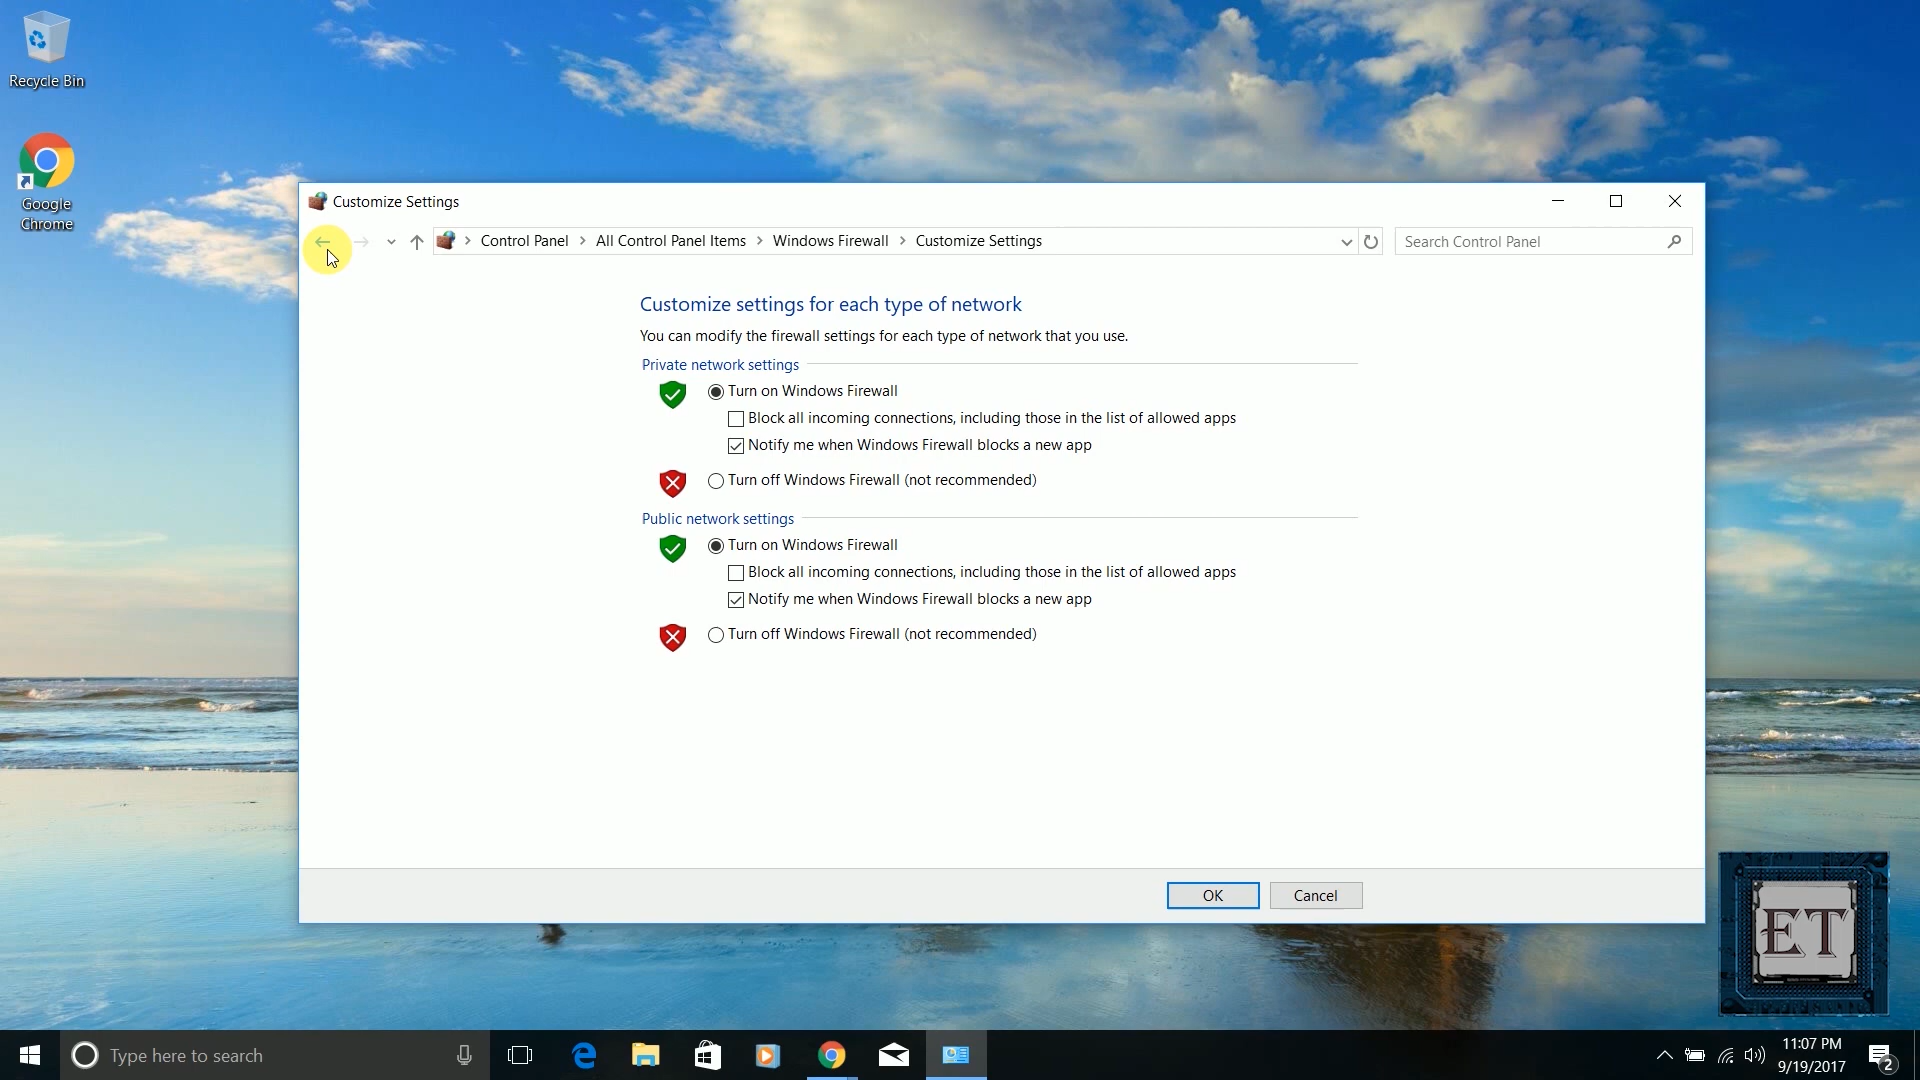 Recycle Bin
Google
Chrome
Customize Settings
Control Panel
All Control Panel Items
Windows Firewall
Customize Settings
Search Control Panel
Customize settings for each type of network
You can modify the firewall settings for each type of network that you use.
Private network settings
Turn on Windows Firewall
Block all incoming connections, including those in the list of allowed apps
Notify me when Windows Firewall blocks a new app
Turn off Windows Firewall (not recommended)
Public network settings
Turn on Windows Firewall
Block all incoming connections, including those in the list of allowed apps
Notify me when Windows Firewall blocks a new app
Turn off Windows Firewall (not recommended)
OK
Cancel
ET
Type here to search
11:07 PM
9/19/2017
2